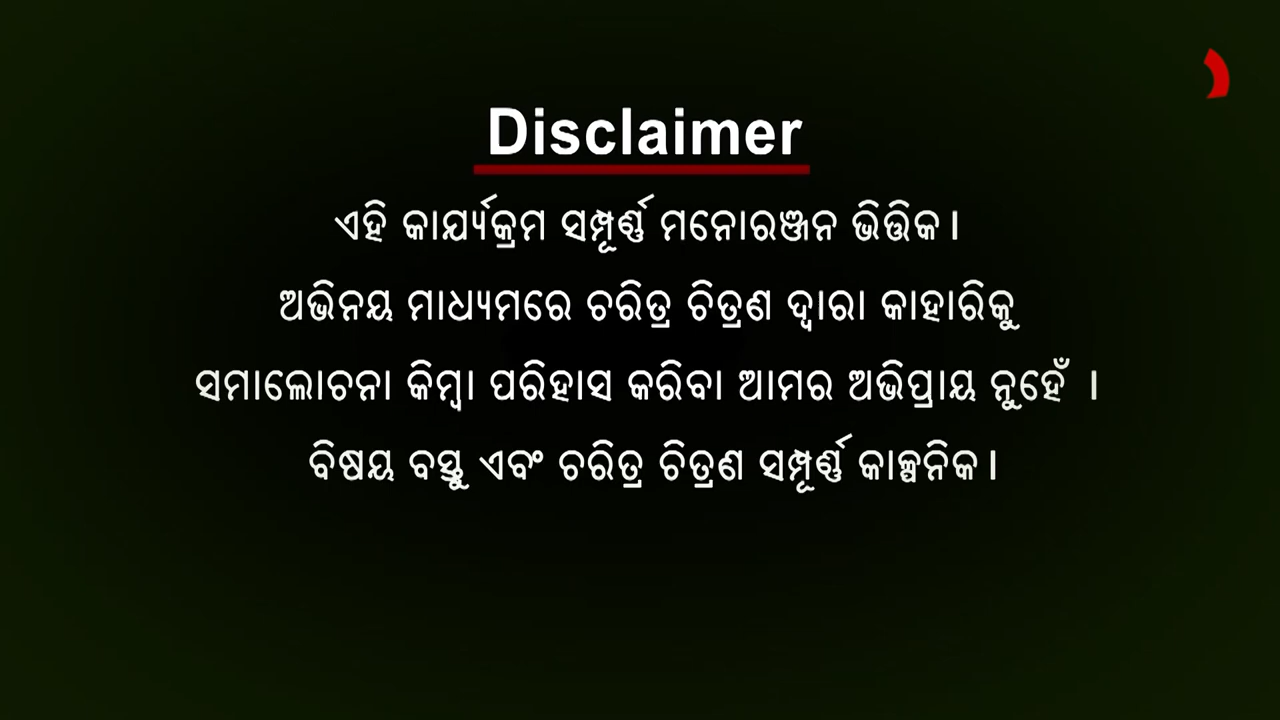 Disclaimer
ଏହି କାର୍ଯ୍ୟକ୍ରମ ସମ୍ପୂର୍ଣ୍ଣ ମନୋରଞ୍ଜନ ଭିତ୍ତିକ।
ଅଭିନୟ ମାଧ୍ୟମରେ ଚରିତ୍ର ଚିତ୍ରଣ ଦ୍ୱାରା କାହାରିକୁ
ସମାଲୋଚନା କିମ୍ବା ପରିହାସ କରିବା ଆମର ଅଭିପ୍ରାୟ ନୁହେଁ ।
ବିଷୟ ବସ୍ତୁ ଏବଂ ଚରିତ୍ର ଚିତ୍ରଣ ସମ୍ପୂର୍ଣ୍ଣ କାଳ୍ପନିକ।